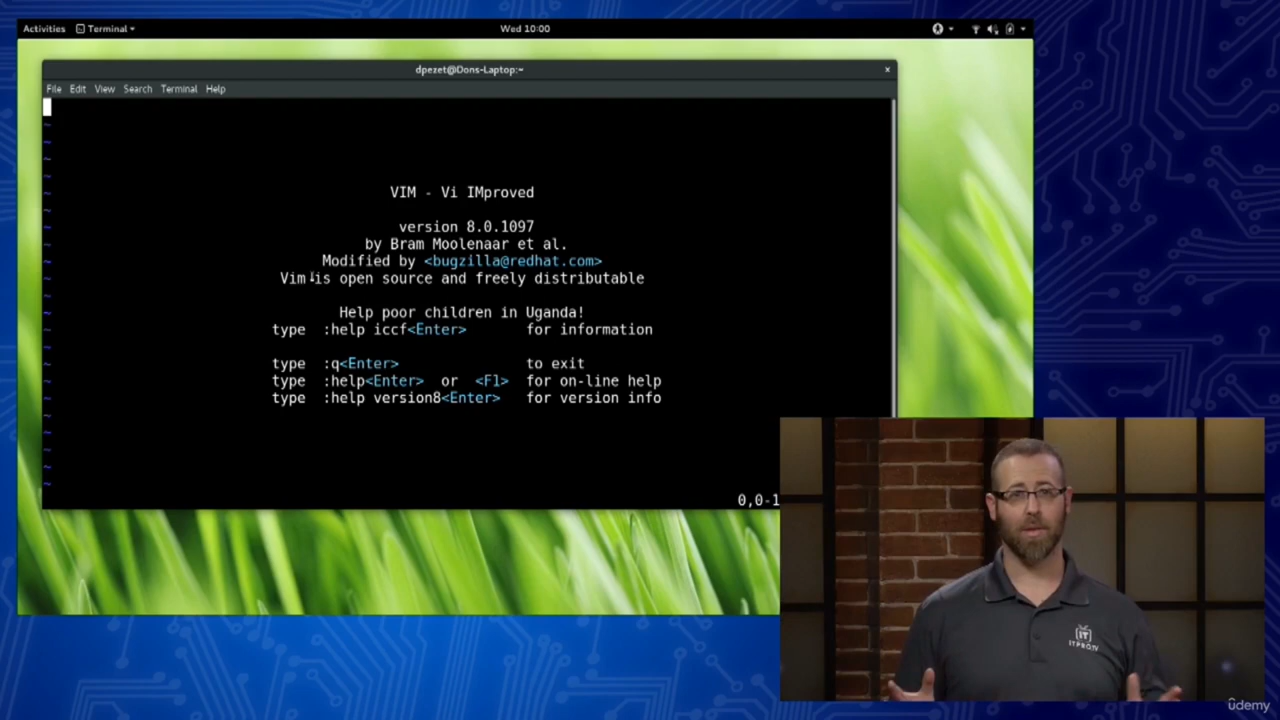 Activities Terminal Wed 10:00
dpezet@Dons-Laptop:~
File Edit View Search Terminal Help
~
~
~
~
~
VIM - Vi IMproved
~
version 8.0.1097
by Bram Moolenaar et al.
Modified by <bugzilla@redhat.com>
Vim is open source and freely distributable
~
Help poor children in Uganda!
type :help iccf<Enter> for information
~
type :q<Enter> to exit
type :help<Enter> or <F1> for on-line help
type :help version8<Enter> for version info
~
~
~
~
~
0,0-1
ITPROTV
ûdemy